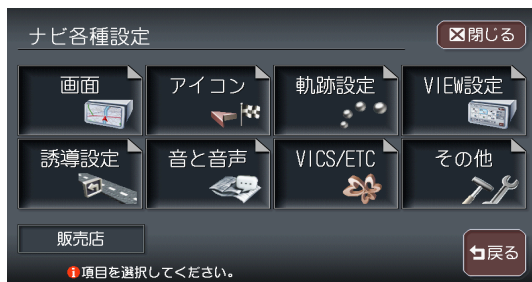 ナビ各種設定
閉じる
画面
アイコン
軌跡設定
VIEW設定
誘導設定
音と音声
VICS/ETC
その他
販売店
戻る
項目を選択してください。